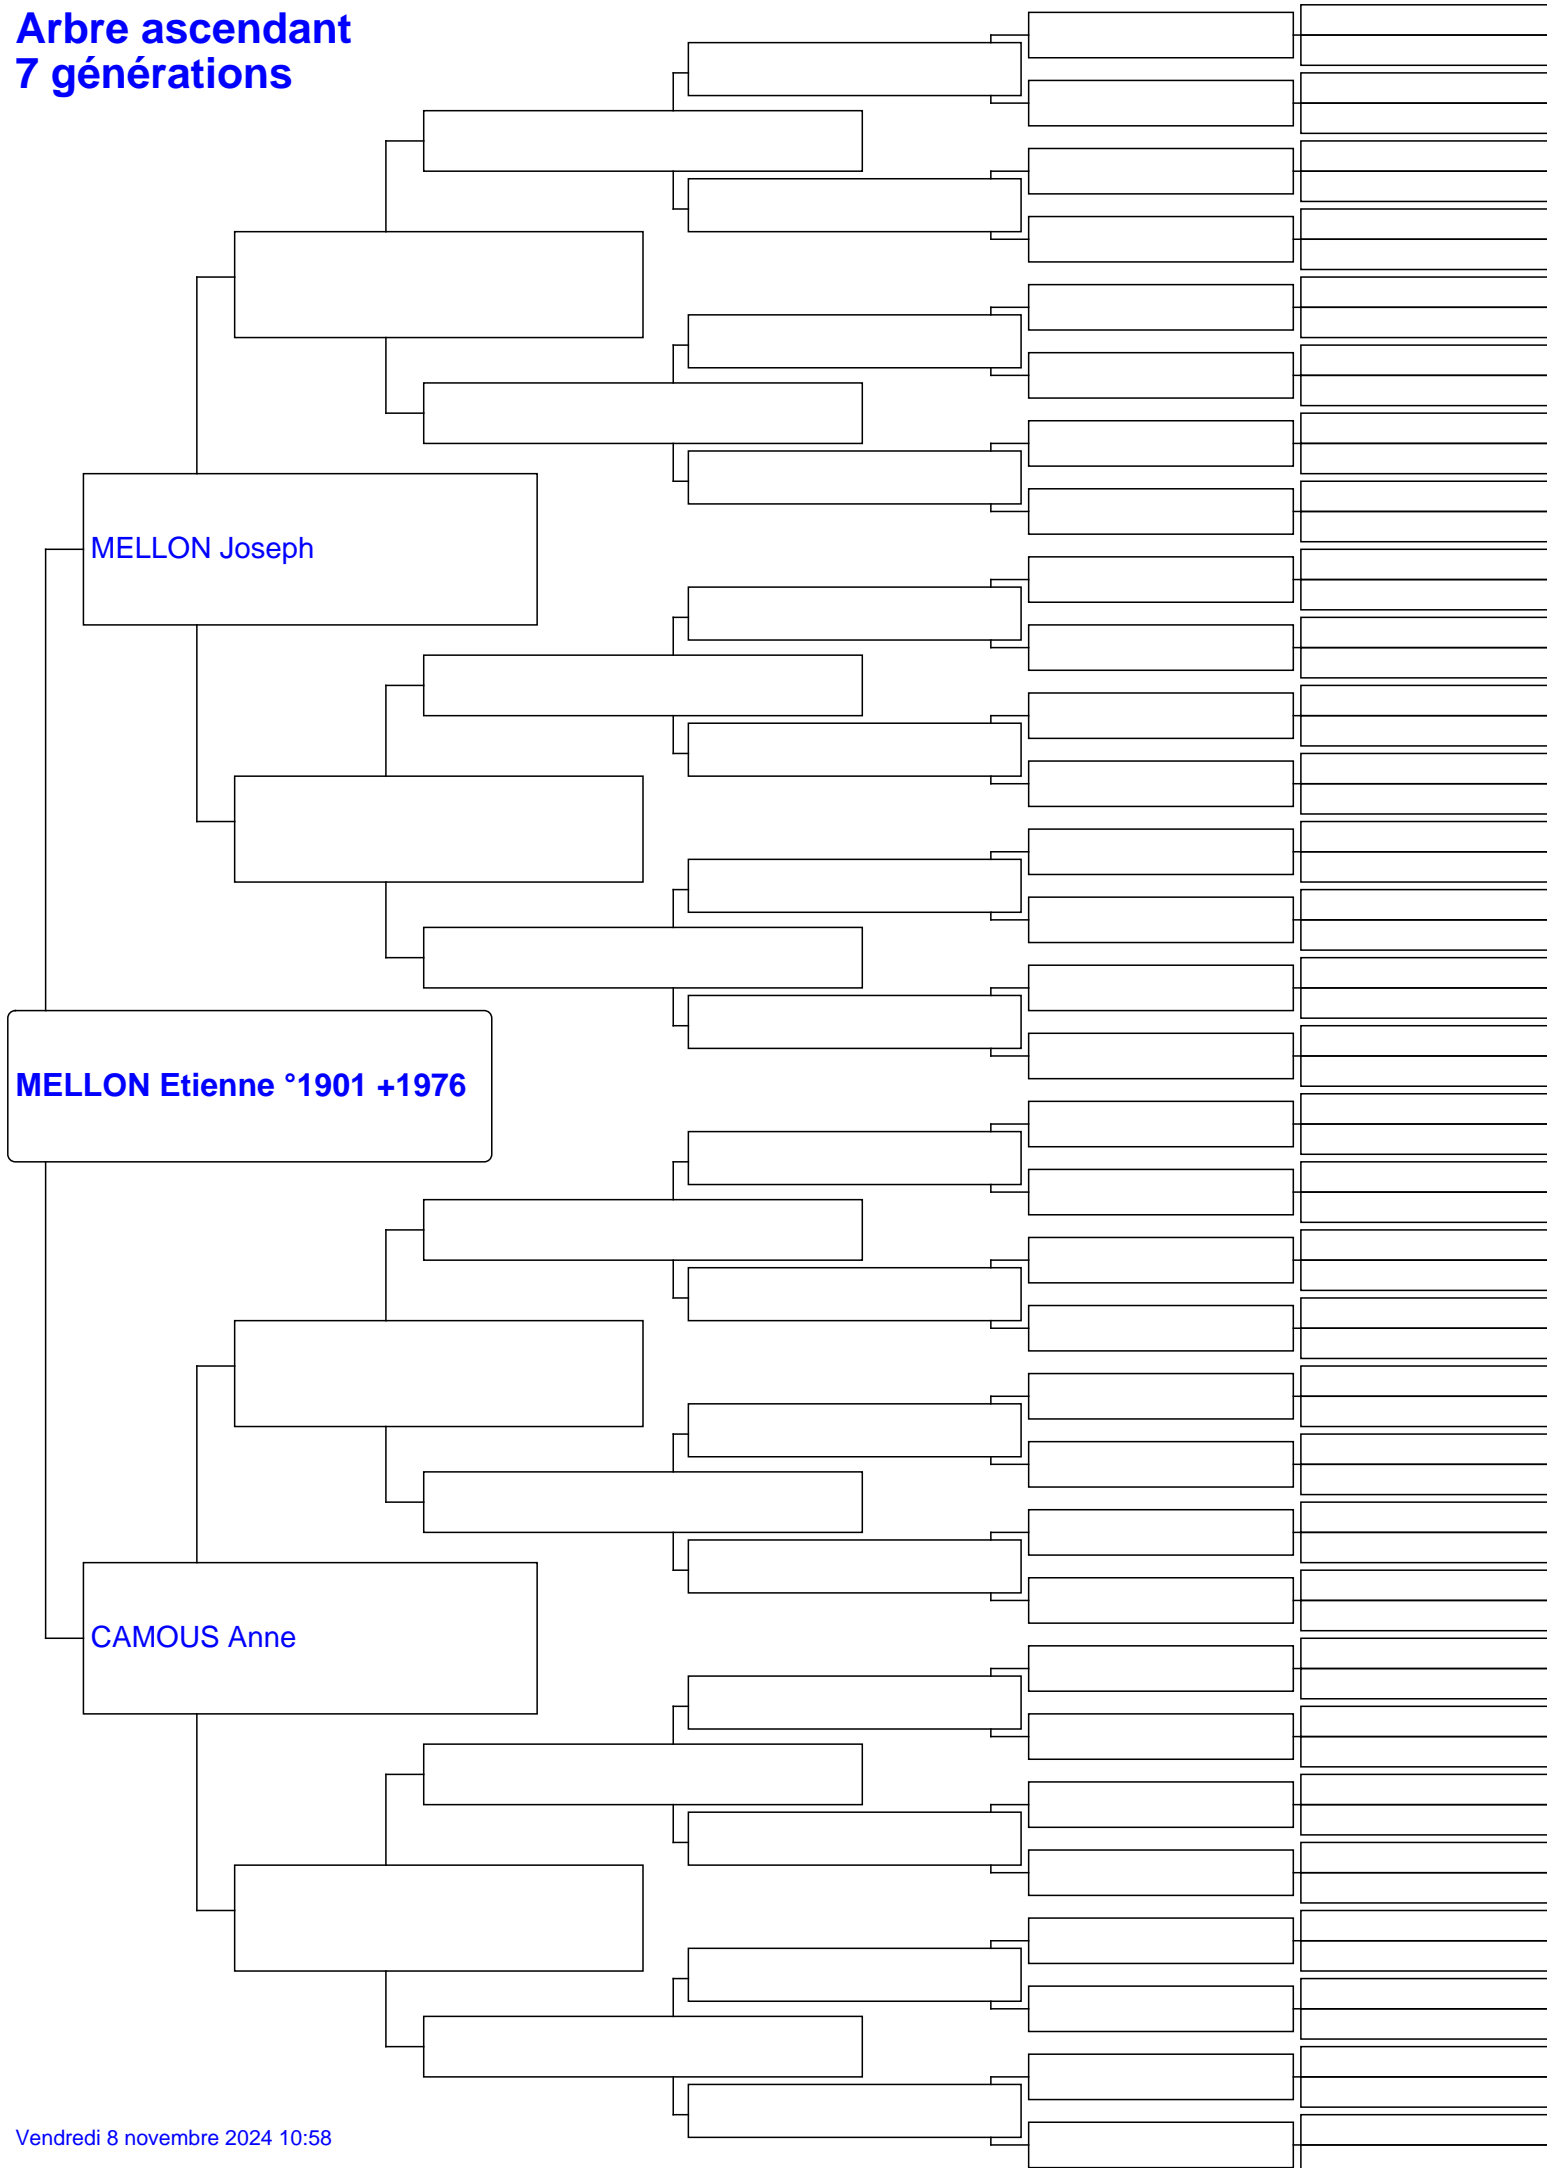 Arbre ascendant
7 générations
MELLON Joseph
MELLON Etienne °1901 +1976
CAMOUS Anne
Vendredi 8 novembre 2024 10:58